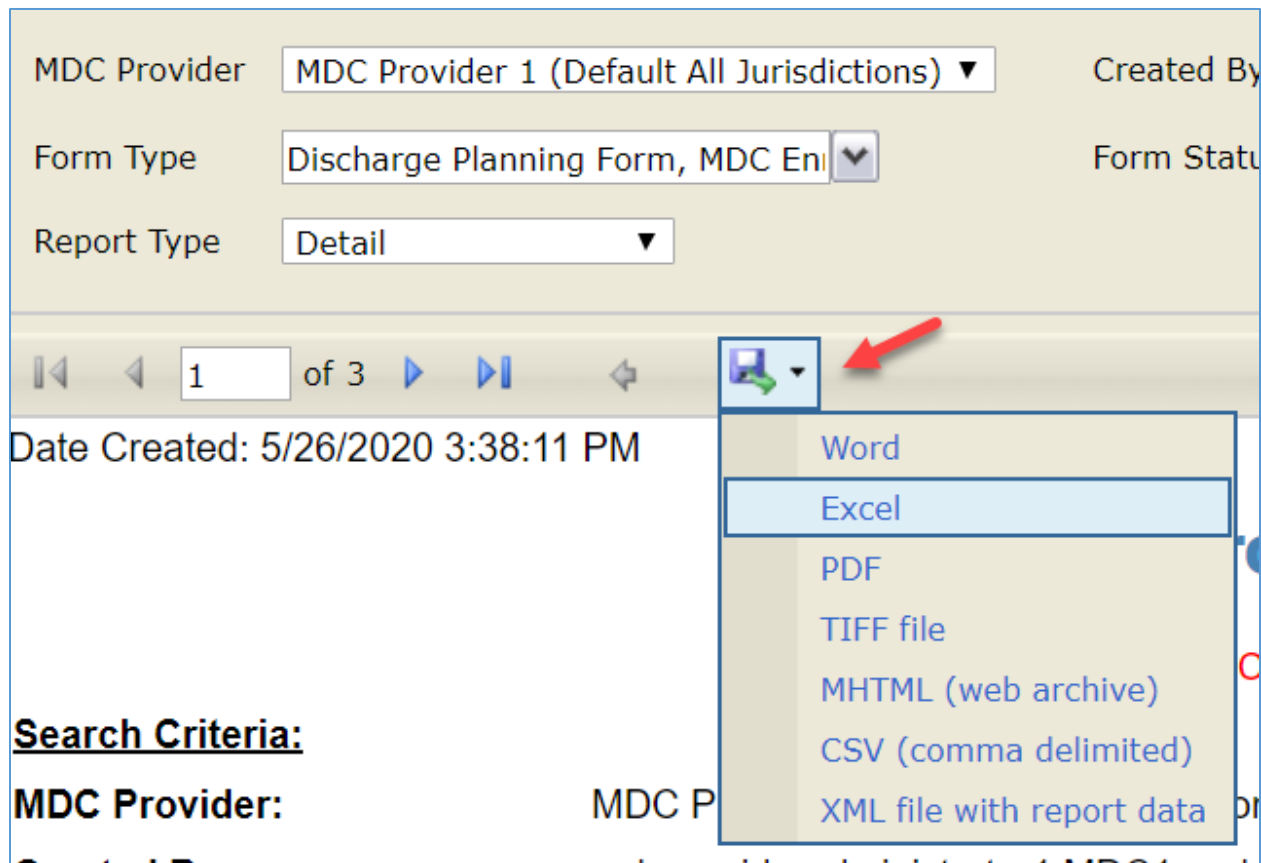 MDC Provider MDC Provider 1 (Default All Jurisdictions) Created By
Form Type Discharge Planning Form, MDC Form
Report Type Detail
1 of 3
Date Created: 5/26/2020 3:38:11 PM
Word
Excel
PDF
TIFF file
MHTML (web archive)
CSV (comma delimited)
XML file with report data
Search Criteria:
MDC Provider: MDC